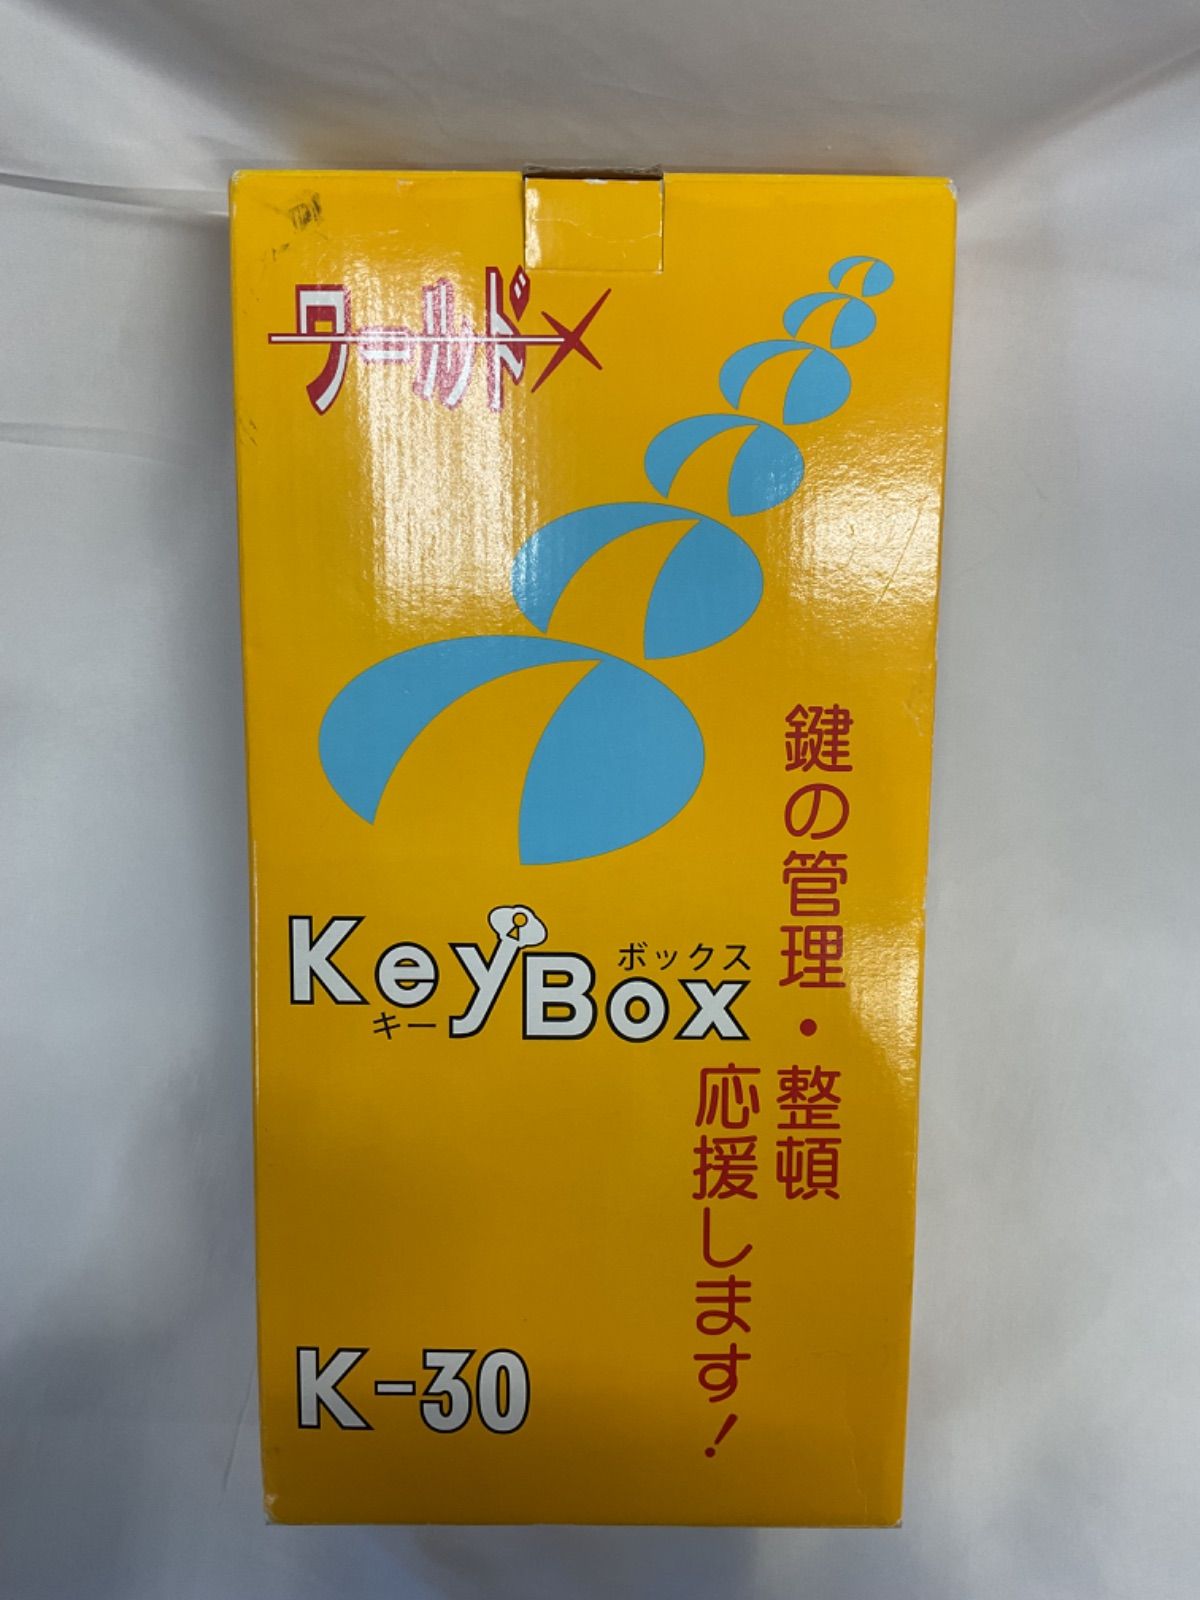 ワールド
鍵の管理・整頓
応援します!
KeyBox
キー
ボックス
K-30